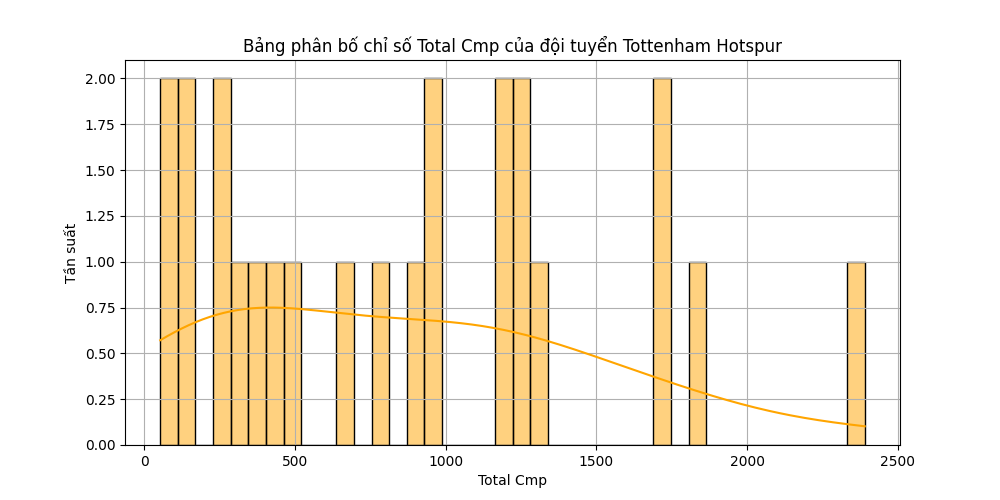 Bảng phân bố chỉ số Total Cmp của đội tuyển Tottenham Hotspur
Tần suất
2.00
1.75
1.50
1.25
1.00
0.75
0.50
0.25
0.00
0 500 1000 1500 2000 2500
Total Cmp